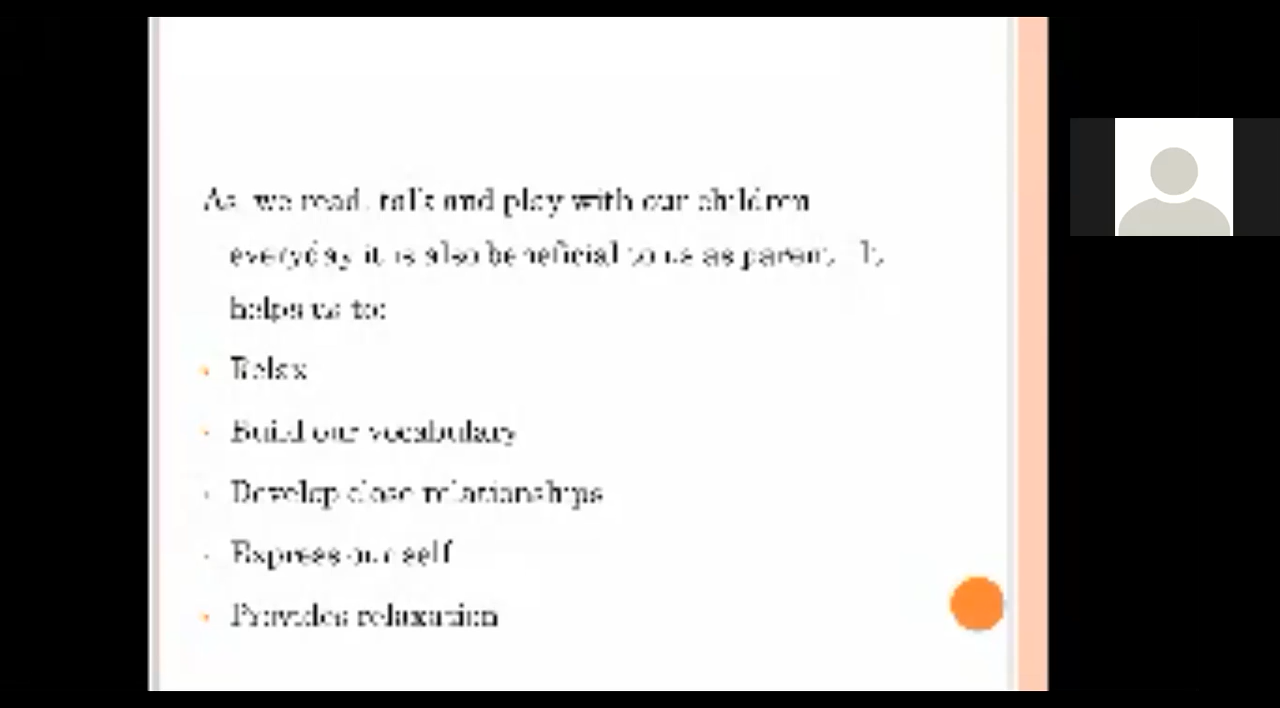 As we read, talk and play with our children
everyday it is also beneficial to us as parent. It
helps us to:
Relax
Build our vocabulary
Develop close relationships
Express our self
Provides relaxation